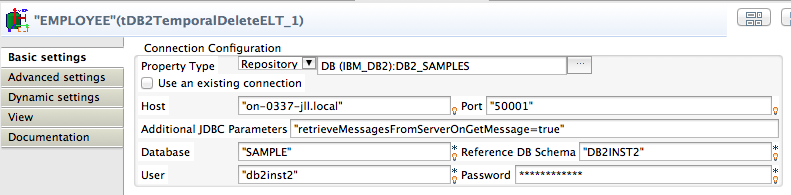 "EMPLOYEE"(tDB2TemporalDeleteELT_1)
Basic settings
Advanced settings
Dynamic settings
View
Documentation
Connection Configuration
Property Type Repository DB (IBM_DB2):DB2_SAMPLES ...
Use an existing connection
Host "on-0337-jll.local" Port "50001"
Additional JDBC Parameters "retrieveMessagesFromServerOnGetMessage=true"
Database "SAMPLE" * Reference DB Schema "DB2INST2" *
User "db2inst2" * Password ************ *